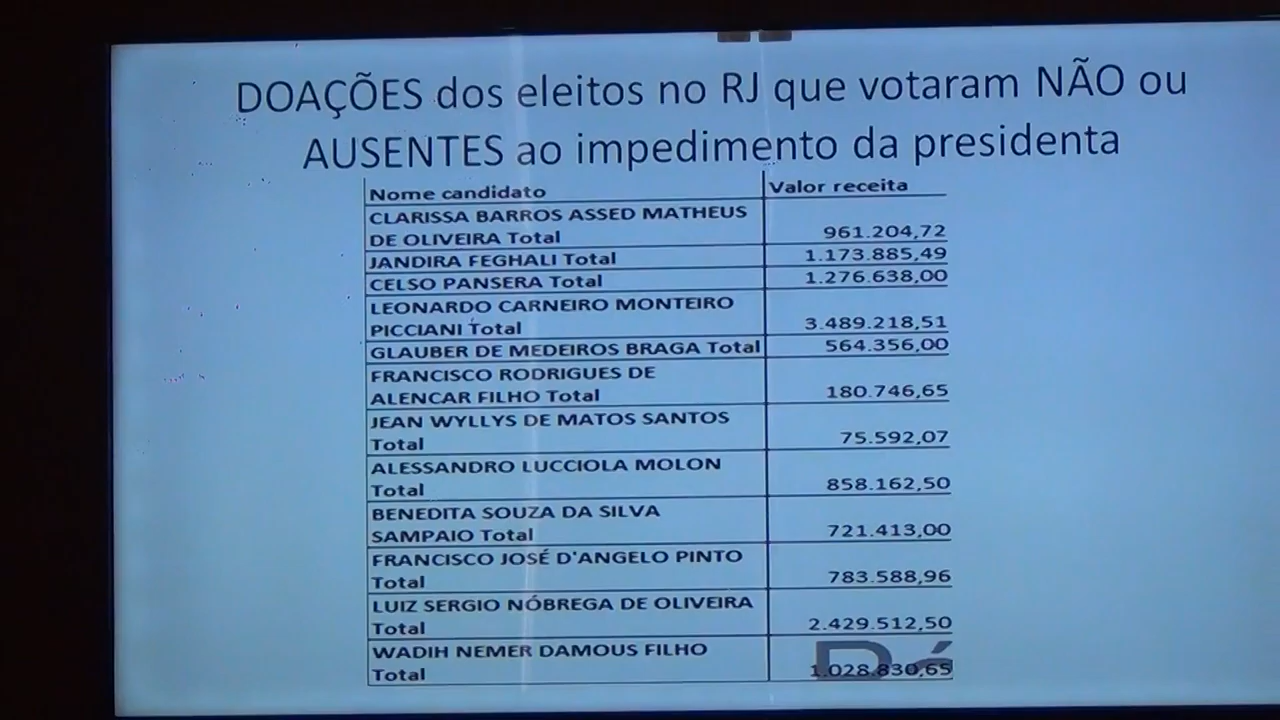 DOAÇÕES dos eleitos no RJ que votaram NÃO ou
AUSENTES ao impedimento da presidenta
Nome candidato Valor receita
CLARISSA BARROS ASSED MATHEUS
DE OLIVEIRA Total 961.204,72
JANDIRA FEGHALI Total 1.173.885,49
CELSO PANSERA Total 1.276.638,00
LEONARDO CARNEIRO MONTEIRO
PICCIANI Total 3.489.218,51
GLAUBER DE MEDEIROS BRAGA Total 564.356,00
FRANCISCO RODRIGUES DE
ALENCAR FILHO Total 180.746,65
JEAN WYLLYS DE MATOS SANTOS
Total 75.592,07
ALESSANDRO LUCCIOLA MOLON
Total 858.162,50
BENEDITA SOUZA DA SILVA
SAMPAIO Total 721.413,00
FRANCISCO JOSÉ D'ANGELO PINTO
Total 783.588,96
LUIZ SERGIO NÓBREGA DE OLIVEIRA
Total 2.429.512,50
WADIH NEMER DAMOUS FILHO
Total 1.028.830,65